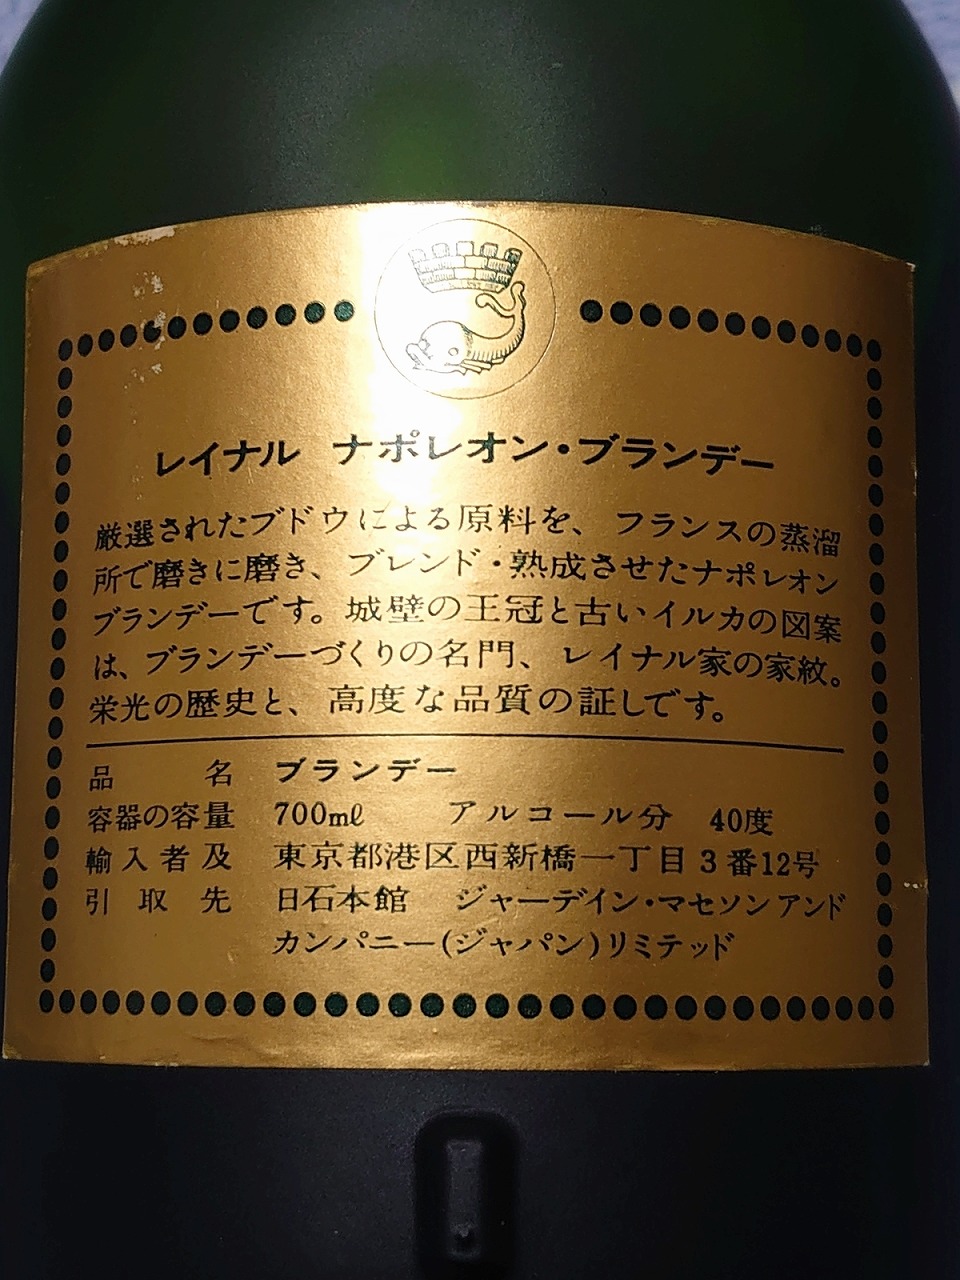 レイナル ナポレオン・ブランデー
厳選されたブドウによる原料を、フランスの蒸溜
所で磨きに磨き、ブレンド・熟成させたナポレオン
ブランデーです。城壁の王冠と古いイルカの図案
は、ブランデーづくりの名門、レイナル家の家紋。
栄光の歴史と、高度な品質の証しです。
品名 ブランデー
容器の容量 700mℓ アルコール分 40度
輸入者及 東京都港区西新橋一丁目3番12号
引取先 日石本館 ジャーデイン・マセソンアンド
カンパニー(ジャパン)リミテッド